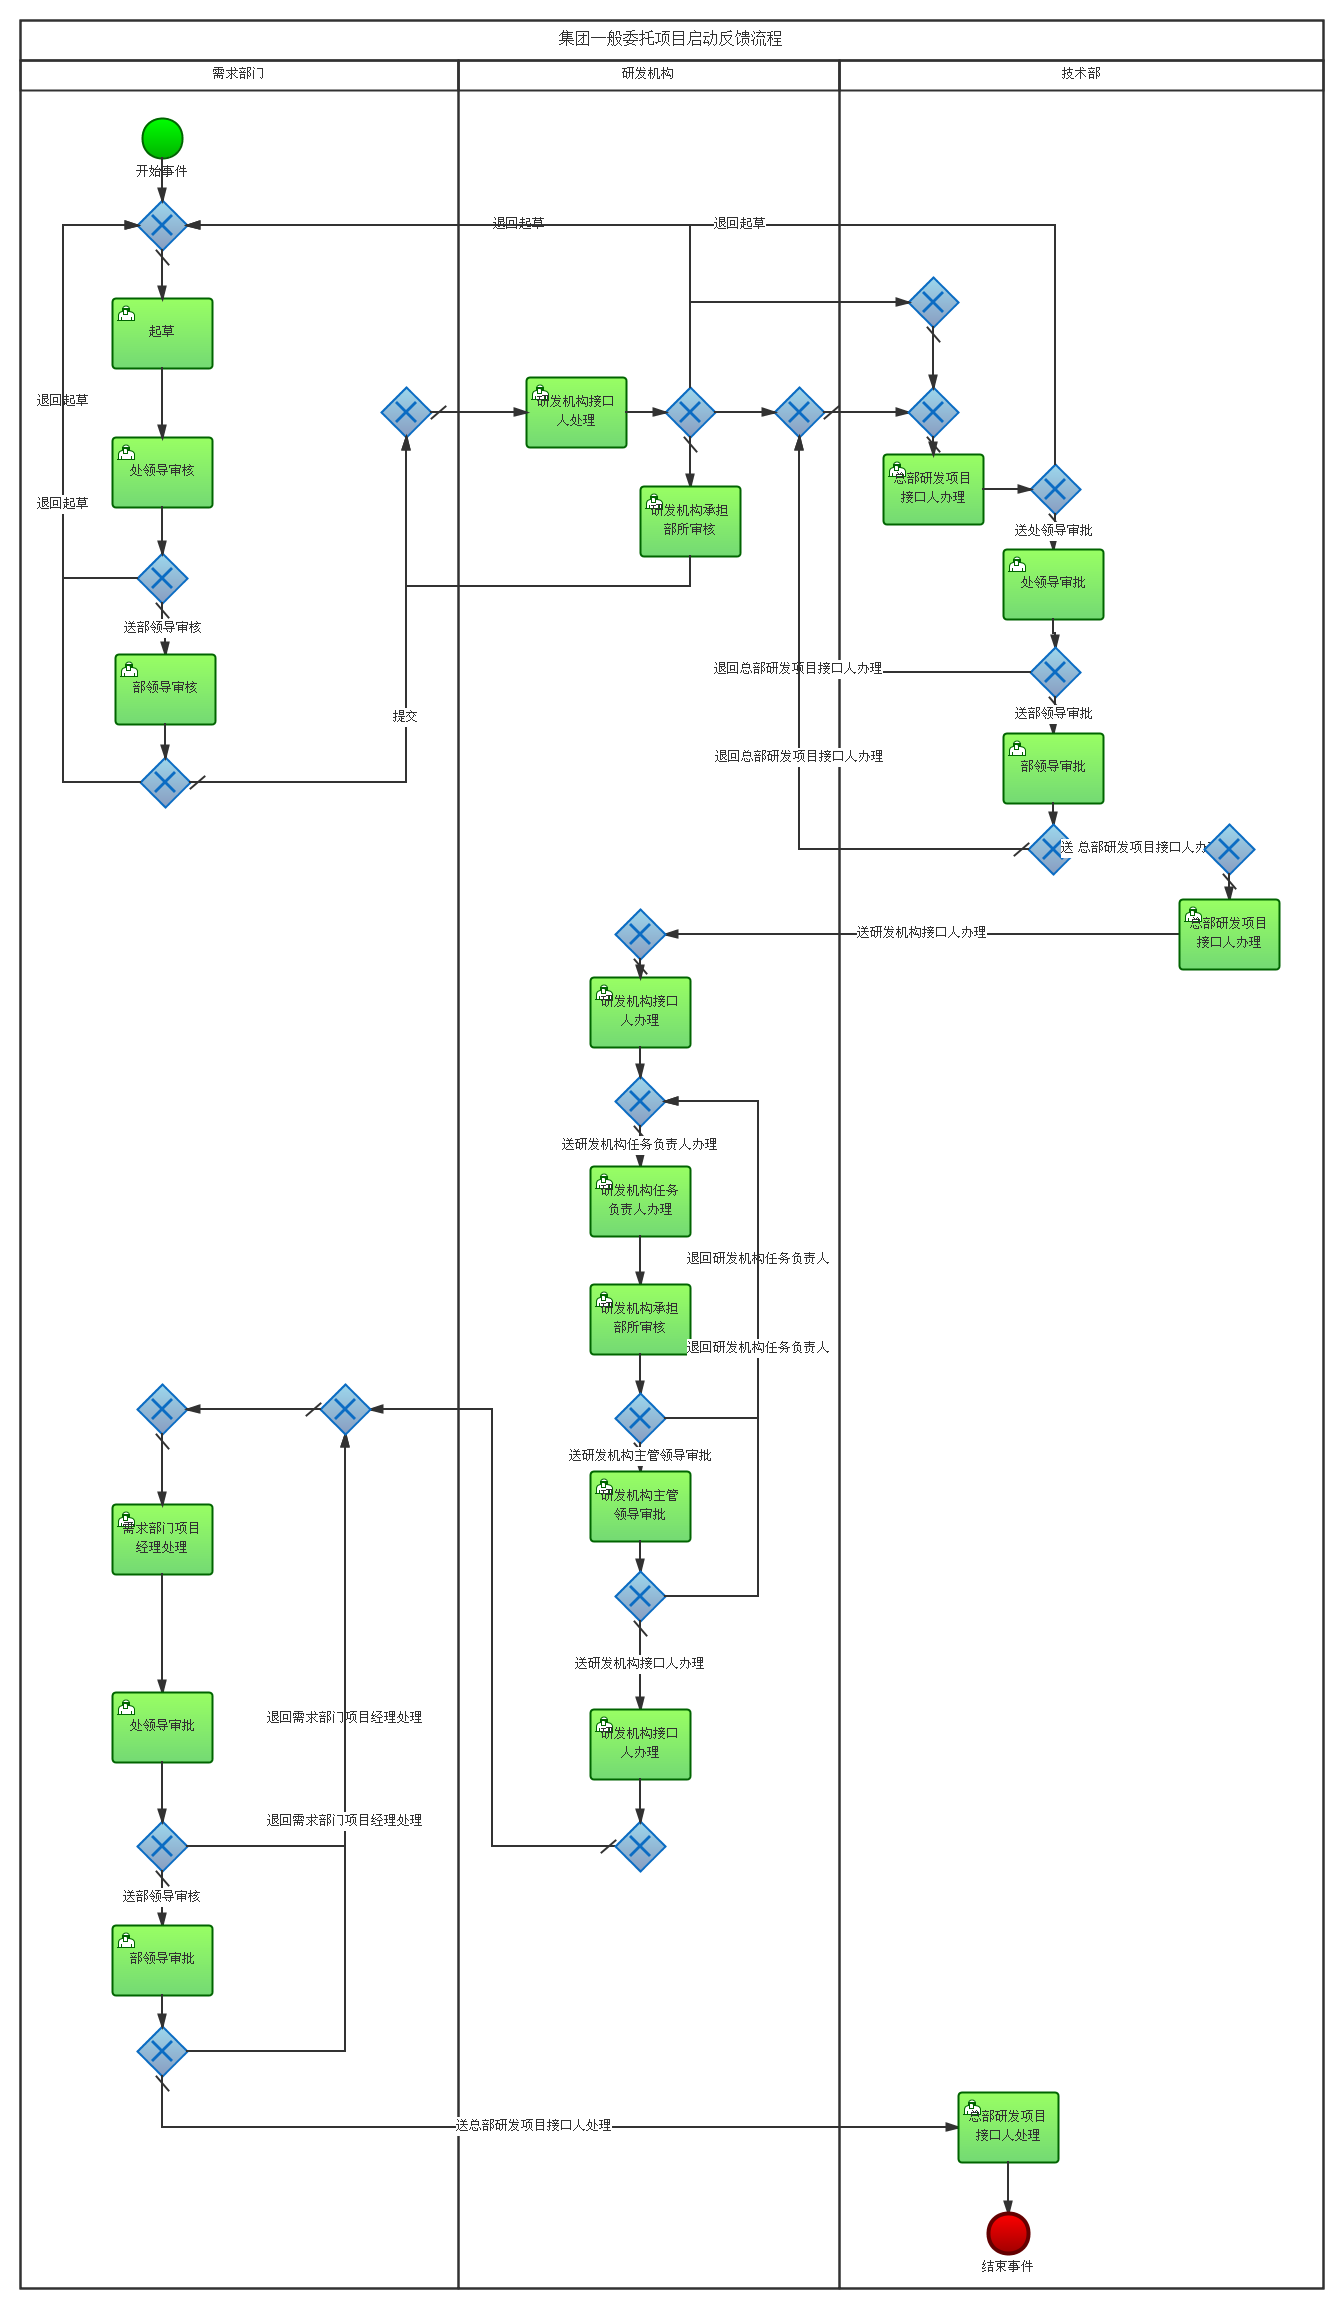 集团一般委托项目启动反馈流程
需求部门
研发机构
技术部
开始事件
退回起草
退回起草
起草
退回起草
研发机构接口
人处理
处领导审核
总部研发项目
接口人办理
退回起草
研发机构承担
部所审核
送处领导审批
处领导审批
送部领导审核
退回总部研发项目接口人办理
部领导审核
送部领导审批
提交
退回总部研发项目接口人办理
部领导审批
送 总部研发项目接口人办
总部研发项目
接口人办理
送研发机构接口人办理
研发机构接口
人办理
送研发机构任务负责人办理
研发机构任务
负责人办理
退回研发机构任务负责人
研发机构承担
部所审核
退回研发机构任务负责人
送研发机构主管领导审批
研发机构主管
领导审批
需求部门项目
经理处理
送研发机构接口人办理
退回需求部门项目经理处理
处领导审批
研发机构接口
人办理
退回需求部门项目经理处理
送部领导审核
部领导审批
送总部研发项目接口人处理
总部研发项目
接口人处理
结束事件